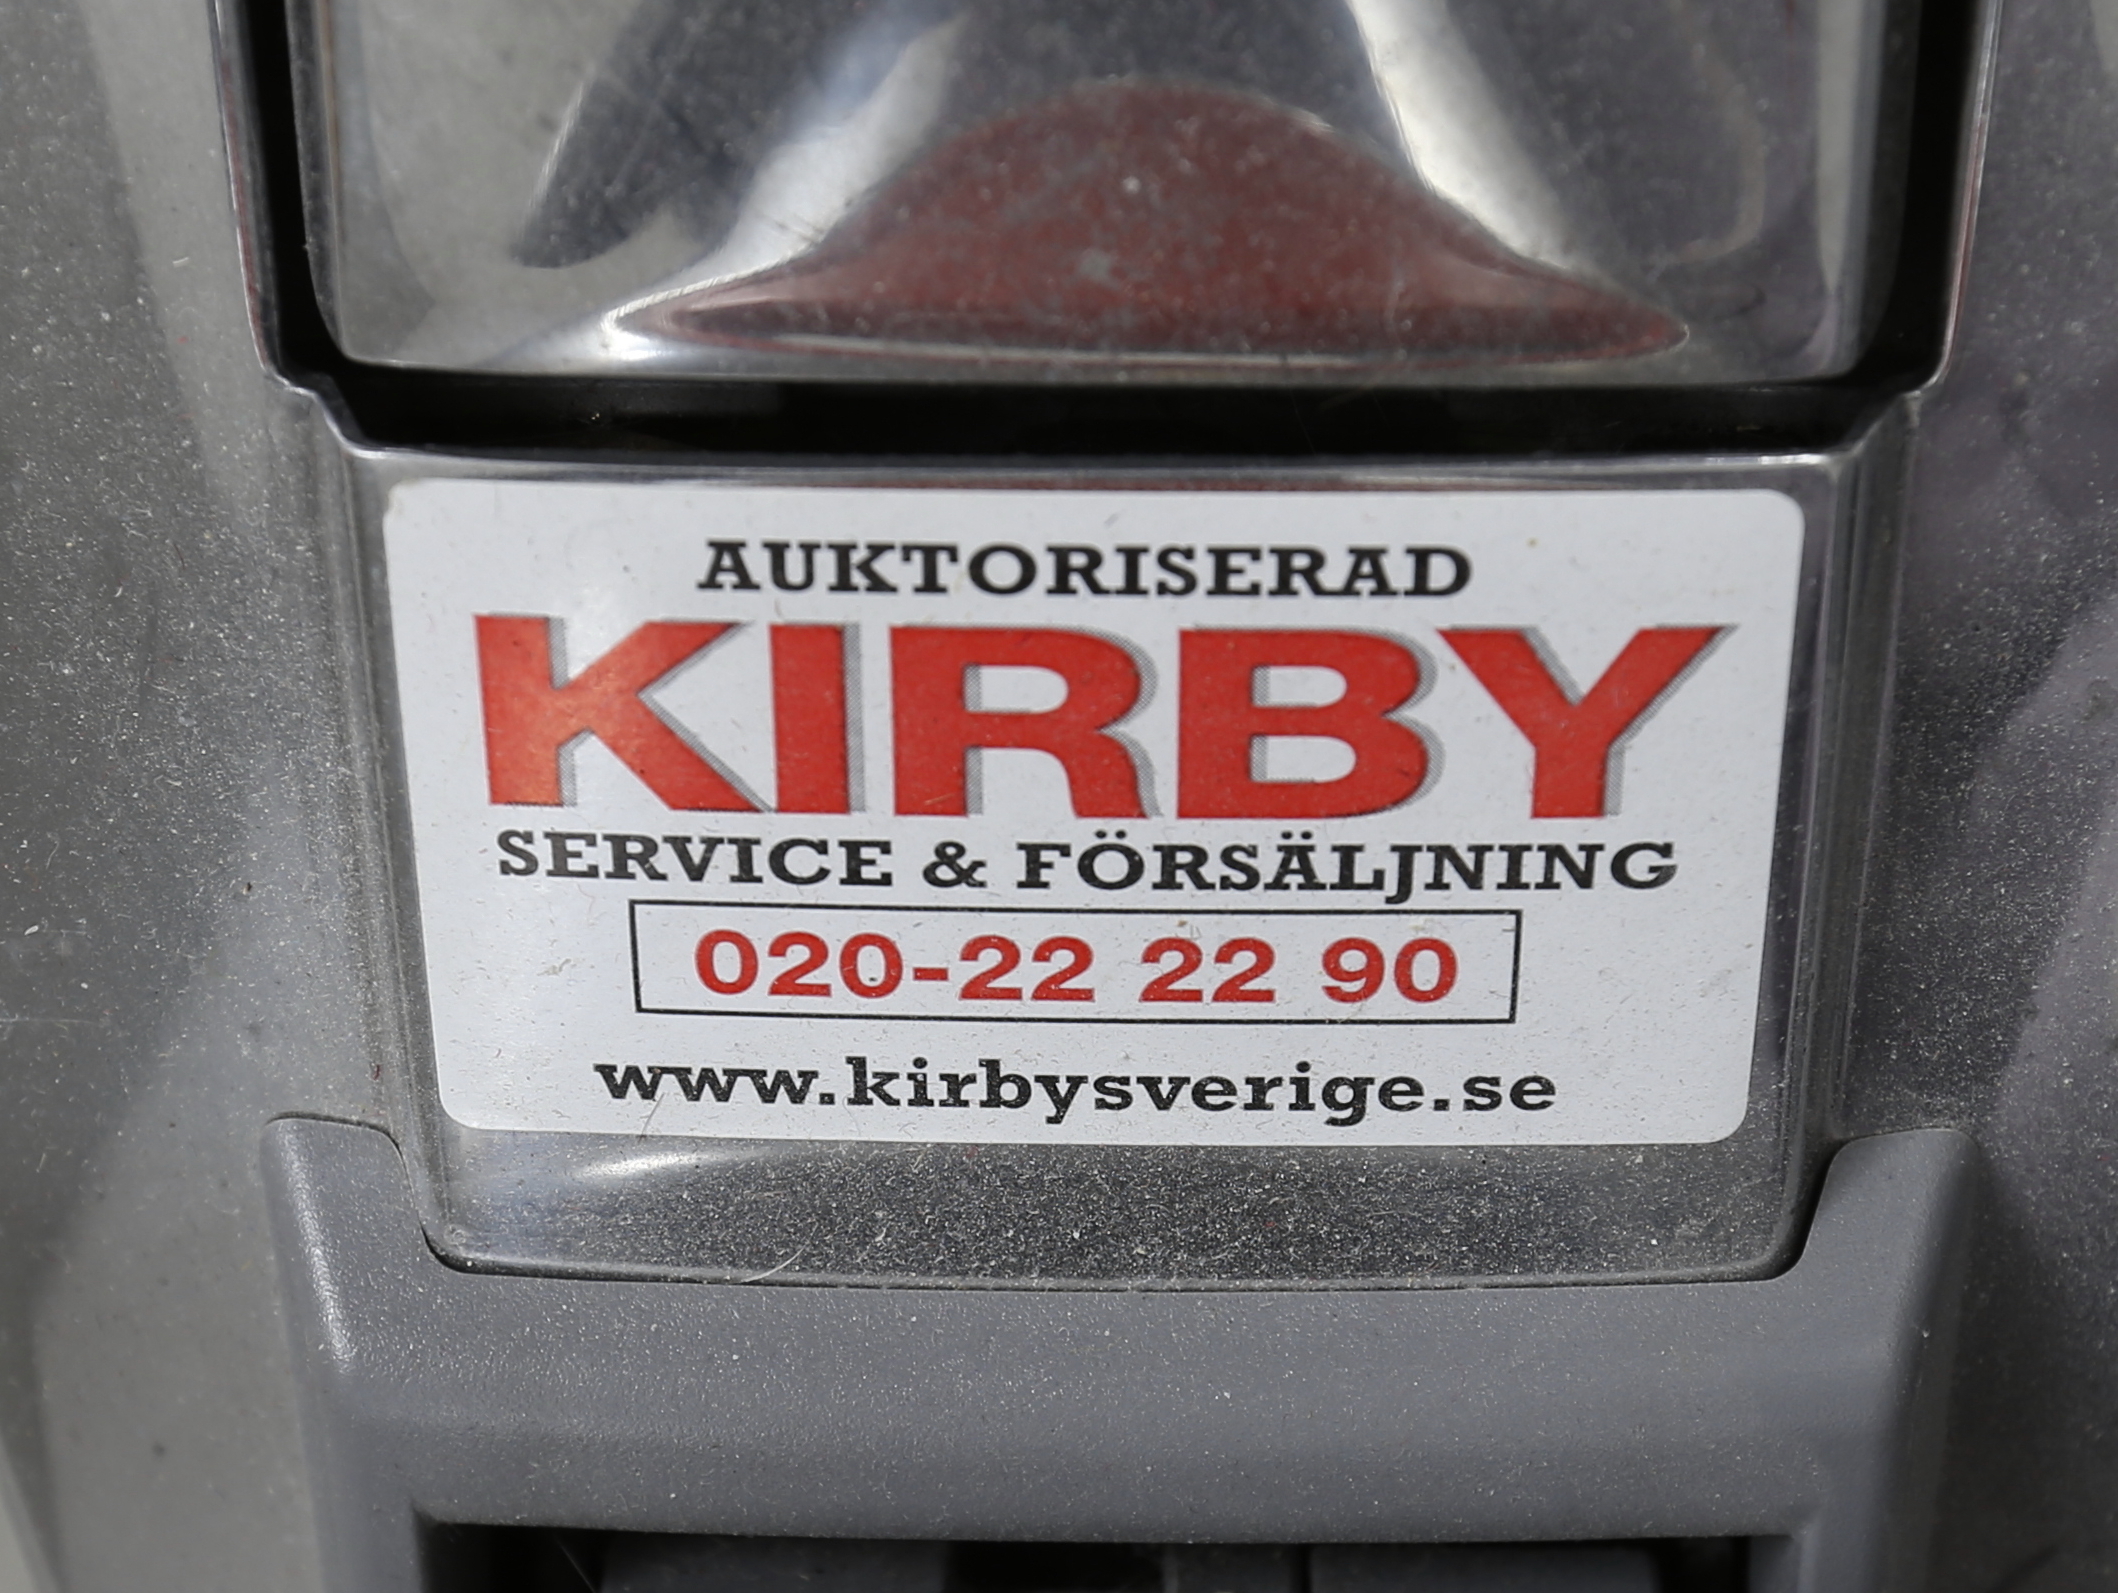 AUKTORISERAD
KIRBY
SERVICE & FÖRSÄLJNING
020-22 22 90
www.kirbysverige.se